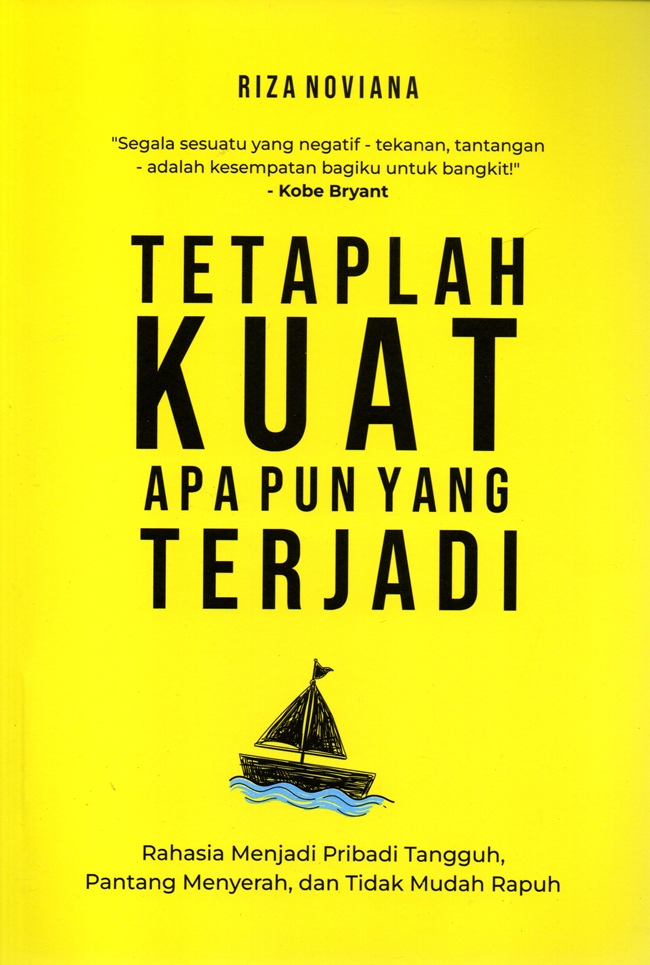 RIZA NOVIANA
"Segala sesuatu yang negatif - tekanan, tantangan
- adalah kesempatan bagiku untuk bangkit!"
- Kobe Bryant
TETAPLAH
KUAT
APA PUN YANG
TERJADI
Rahasia Menjadi Pribadi Tangguh,
Pantang Menyerah, dan Tidak Mudah Rapuh